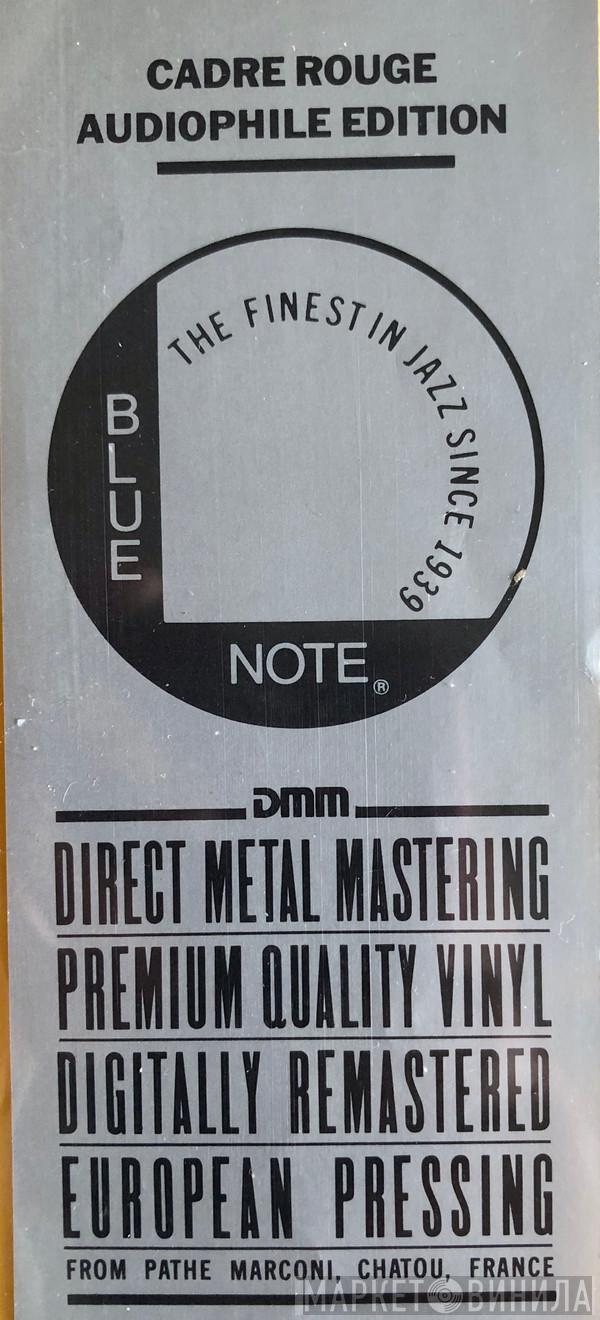 CADRE ROUGE
AUDIOPHILE EDITION
THE FINEST IN JAZZ SINCE 1939
BLUE
NOTE ®
DMM
DIRECT METAL MASTERING
PREMIUM QUALITY VINYL
DIGITALLY REMASTERED
EUROPEAN PRESSING
FROM PATHE MARCONI, CHATOU, FRANCE
МАРКЕТ ВИНИЛА